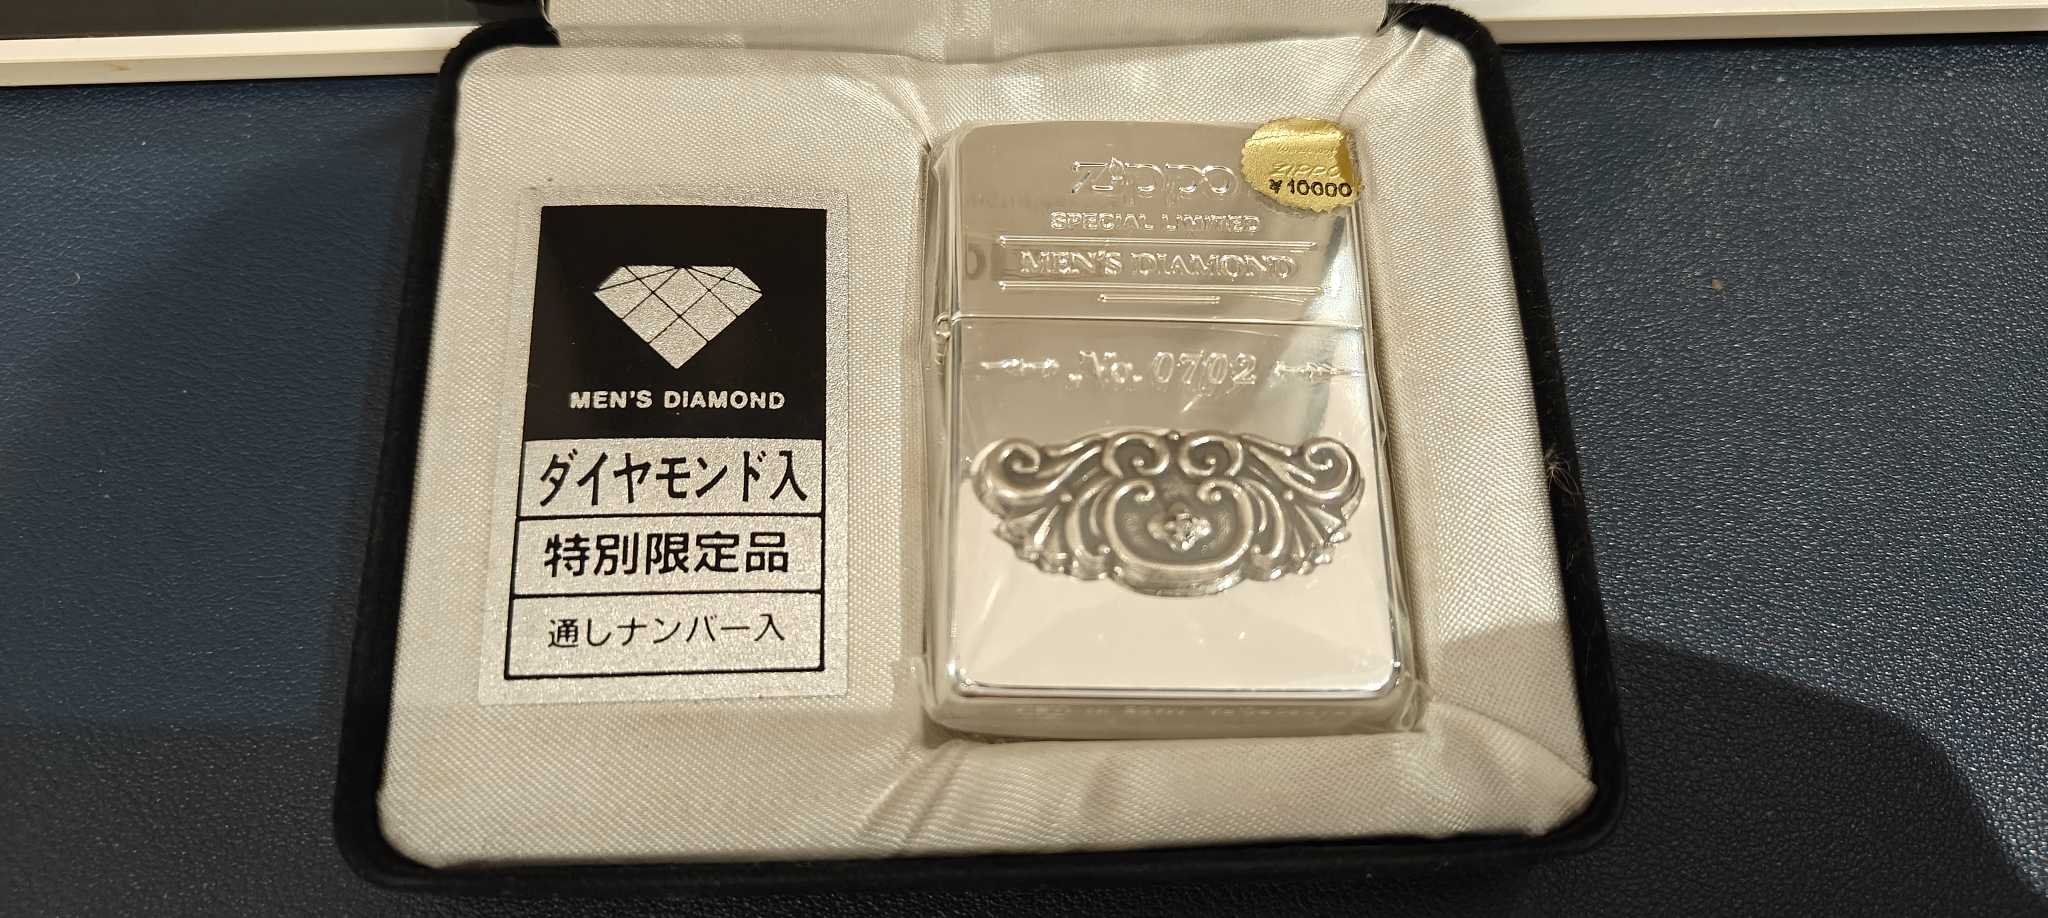 MEN'S DIAMOND
ダイヤモンド入
特別限定品
通しナンバー入
zippo
SPECIAL LIMITED
MEN'S DIAMOND
No. 0702
zippo
¥10000